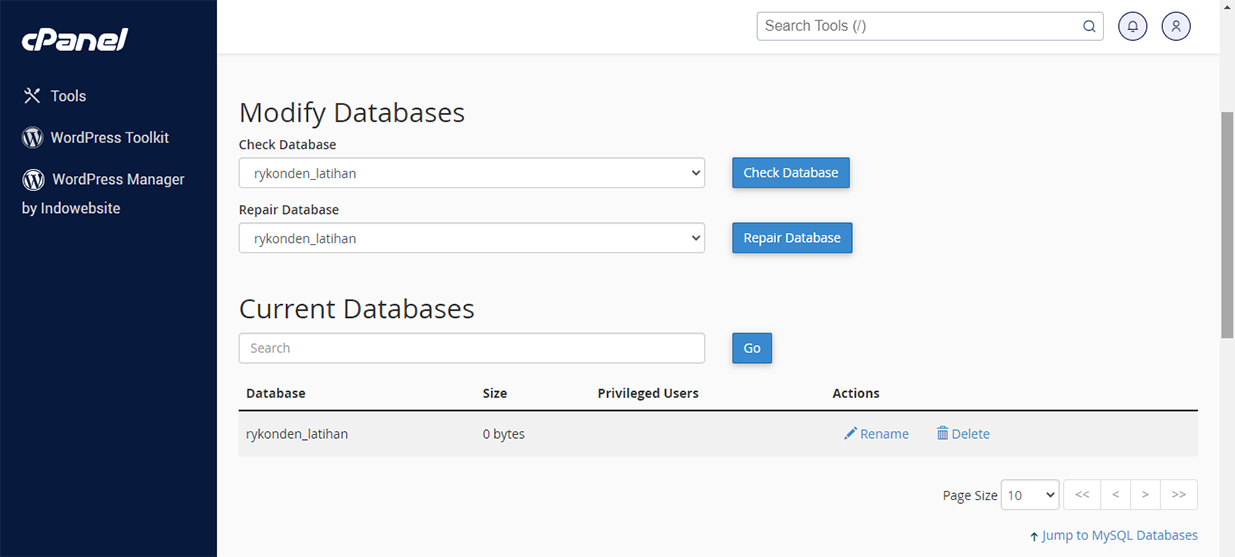 cPanel
Search Tools (/)
Tools
WordPress Toolkit
WordPress Manager
by Indowebsite
Modify Databases
Check Database
rykonden_latihan
Check Database
Repair Database
rykonden_latihan
Repair Database
Current Databases
Search
Go
Database Size Privileged Users Actions
rykonden_latihan 0 bytes Rename Delete
Page Size 10 << < > >>
Jump to MySQL Databases